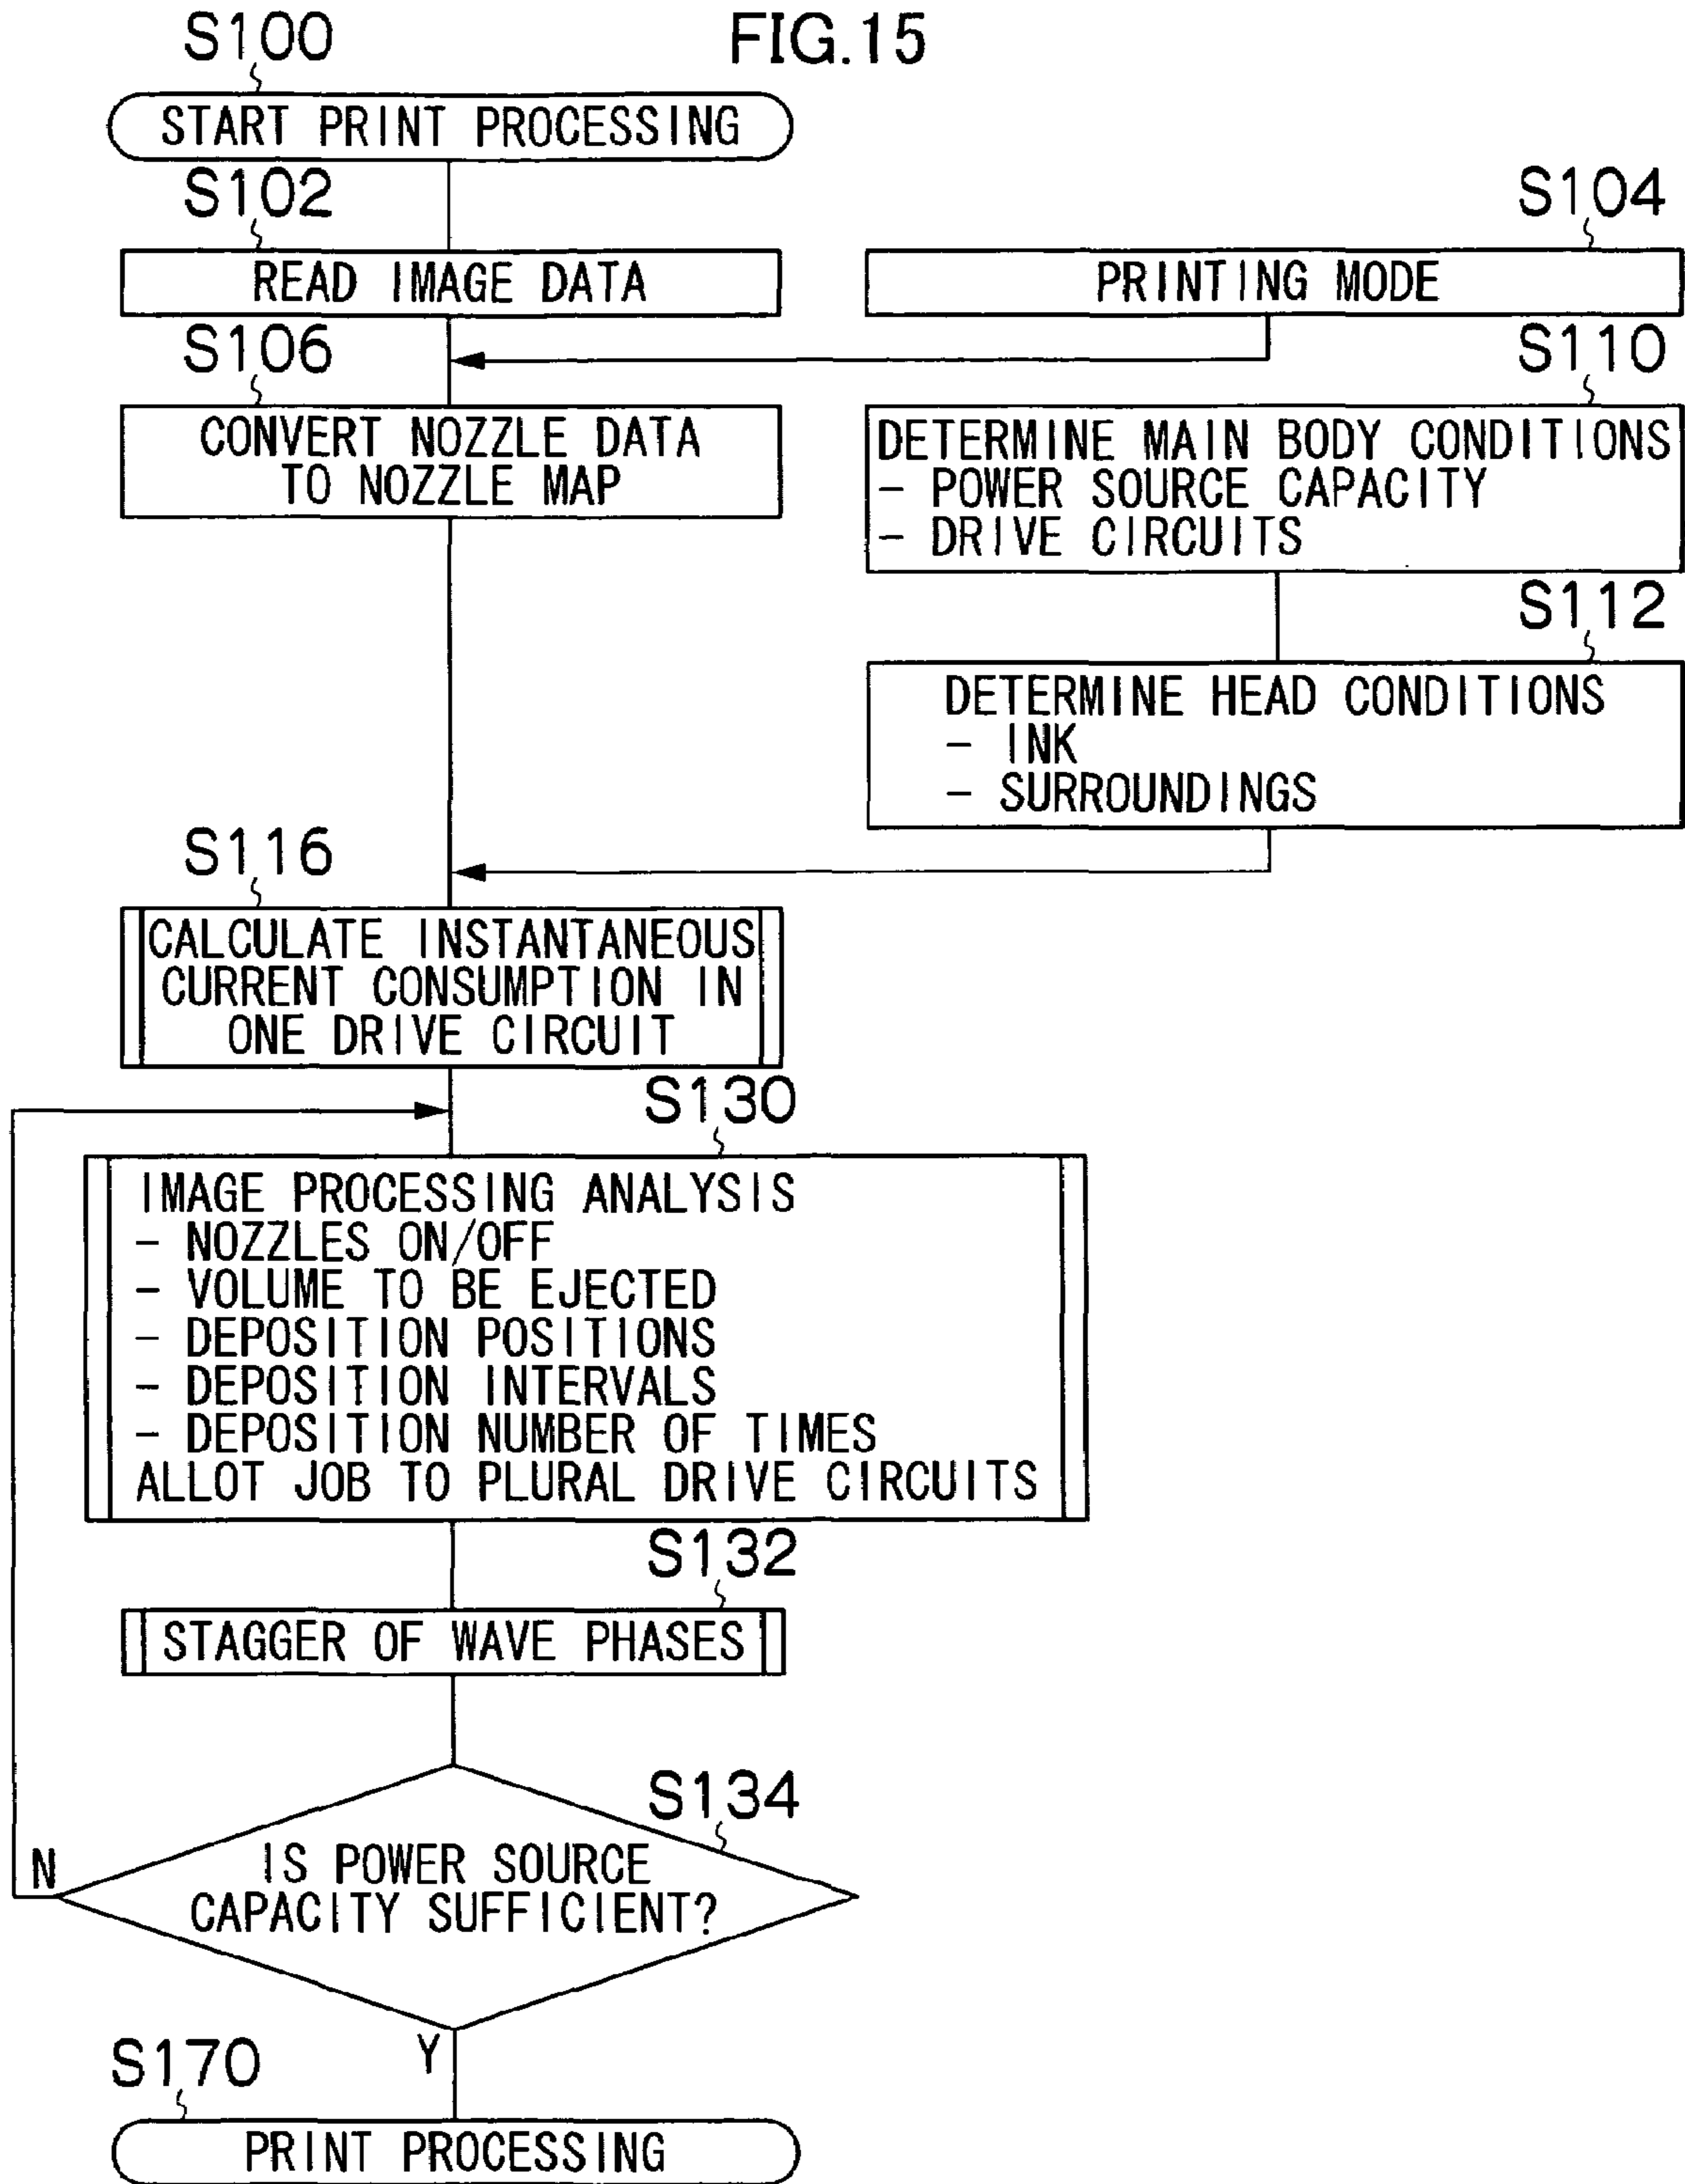 FIG.15
S100
START PRINT PROCESSING
S102
READ IMAGE DATA
S104
PRINTING MODE
S106
CONVERT NOZZLE DATA
TO NOZZLE MAP
S110
DETERMINE MAIN BODY CONDITIONS
- POWER SOURCE CAPACITY
- DRIVE CIRCUITS
S112
DETERMINE HEAD CONDITIONS
- INK
- SURROUNDINGS
S116
CALCULATE INSTANTANEOUS
CURRENT CONSUMPTION IN
ONE DRIVE CIRCUIT
S130
IMAGE PROCESSING ANALYSIS
- NOZZLES ON/OFF
- VOLUME TO BE EJECTED
- DEPOSITION POSITIONS
- DEPOSITION INTERVALS
- DEPOSITION NUMBER OF TIMES
ALLOT JOB TO PLURAL DRIVE CIRCUITS
S132
STAGGER OF WAVE PHASES
S134
IS POWER SOURCE
CAPACITY SUFFICIENT?
N
Y
S170
PRINT PROCESSING